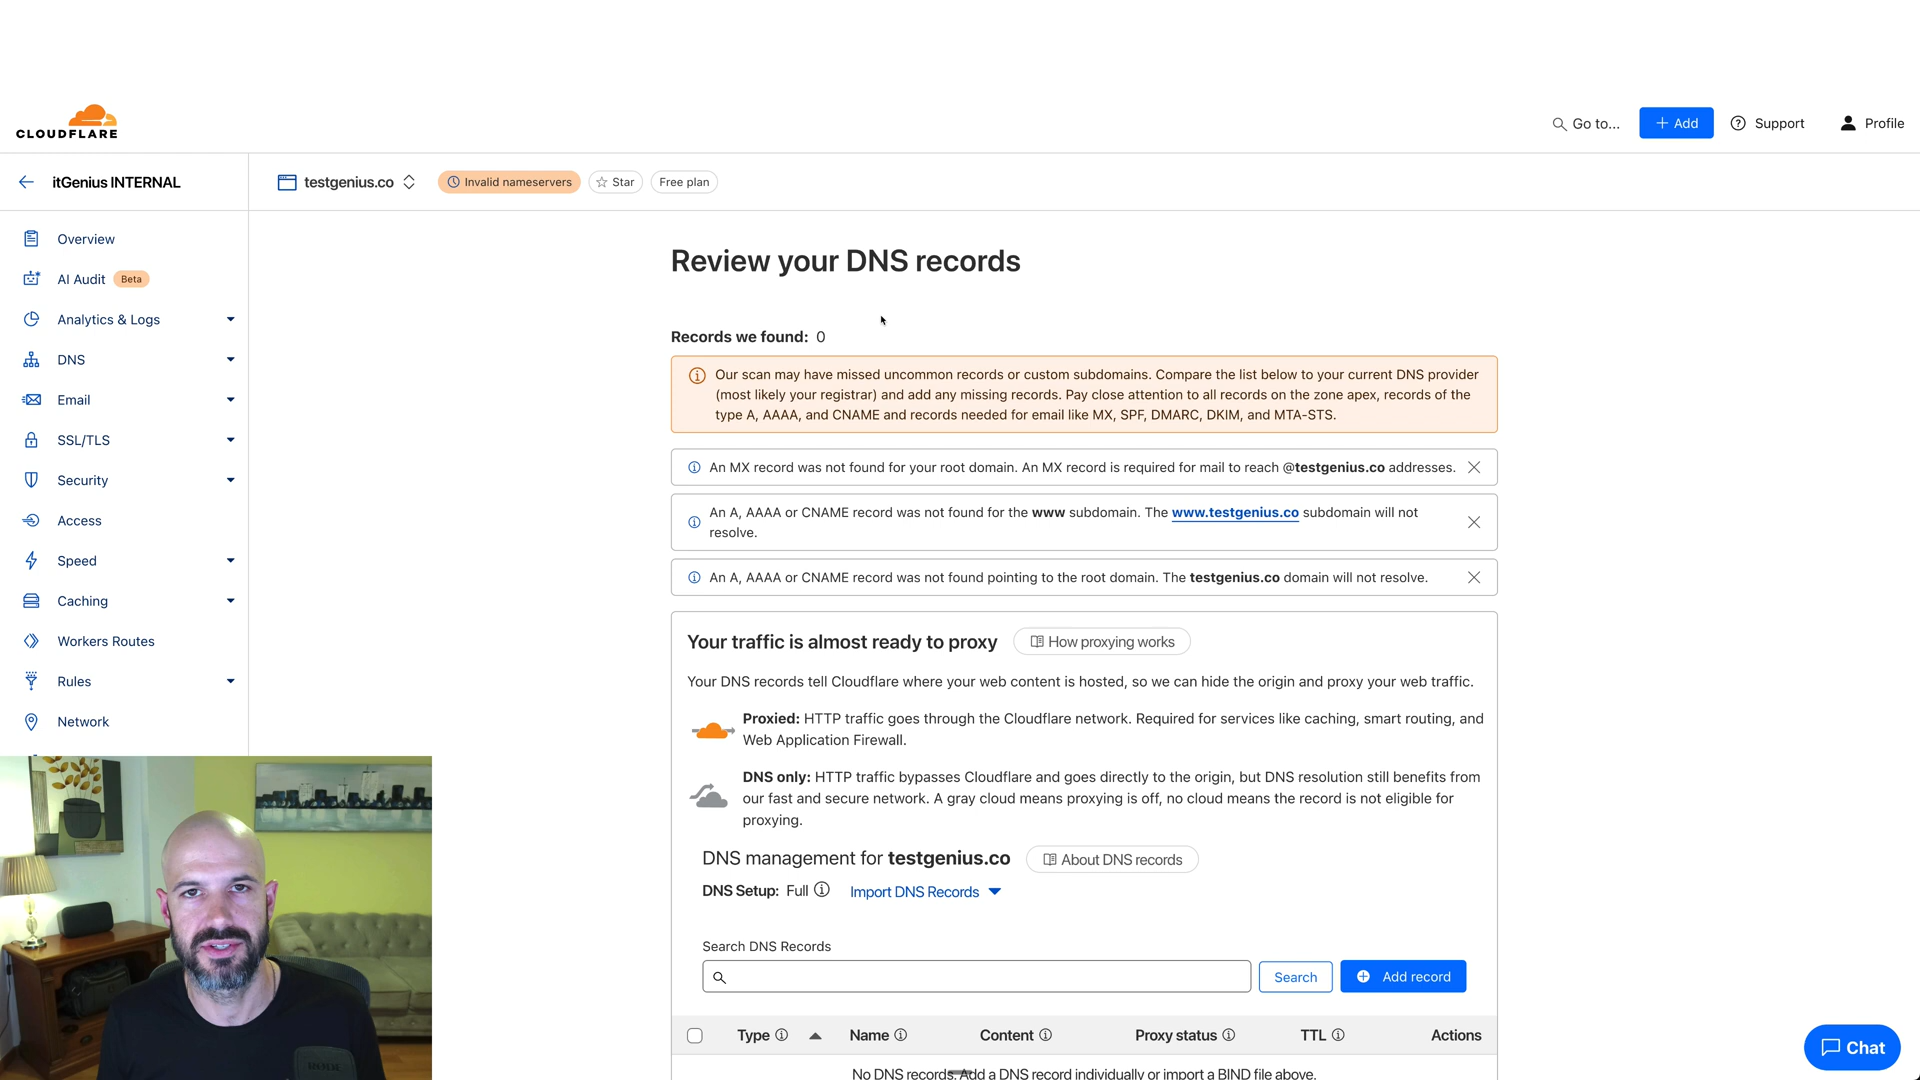 CLOUDFLARE
Go to...
+ Add
Support
Profile
itGenius INTERNAL
testgenius.co
Invalid nameservers
Star
Free plan
Overview
AI Audit
Beta
Analytics & Logs
DNS
Email
SSL/TLS
Security
Access
Speed
Caching
Workers Routes
Rules
Network
Review your DNS records
Records we found: 0
Our scan may have missed uncommon records or custom subdomains. Compare the list below to your current DNS provider
(most likely your registrar) and add any missing records. Pay close attention to all records on the zone apex, records of the
type A, AAAA, and CNAME and records needed for email like MX, SPF, DMARC, DKIM, and MTA-STS.
An MX record was not found for your root domain. An MX record is required for mail to reach @testgenius.co addresses.
An A, AAAA or CNAME record was not found for the www subdomain. The www.testgenius.co subdomain will not
resolve.
An A, AAAA or CNAME record was not found pointing to the root domain. The testgenius.co domain will not resolve.
Your traffic is almost ready to proxy
How proxying works
Your DNS records tell Cloudflare where your web content is hosted, so we can hide the origin and proxy your web traffic.
Proxied: HTTP traffic goes through the Cloudflare network. Required for services like caching, smart routing, and
Web Application Firewall.
DNS only: HTTP traffic bypasses Cloudflare and goes directly to the origin, but DNS resolution still benefits from
our fast and secure network. A gray cloud means proxying is off, no cloud means the record is not eligible for
proxying.
DNS management for testgenius.co
About DNS records
DNS Setup: Full
Import DNS Records
Search DNS Records
Search
Add record
Type
Name
Content
Proxy status
TTL
Actions
No DNS records. Add a DNS record individually or import a BIND file above.
Chat